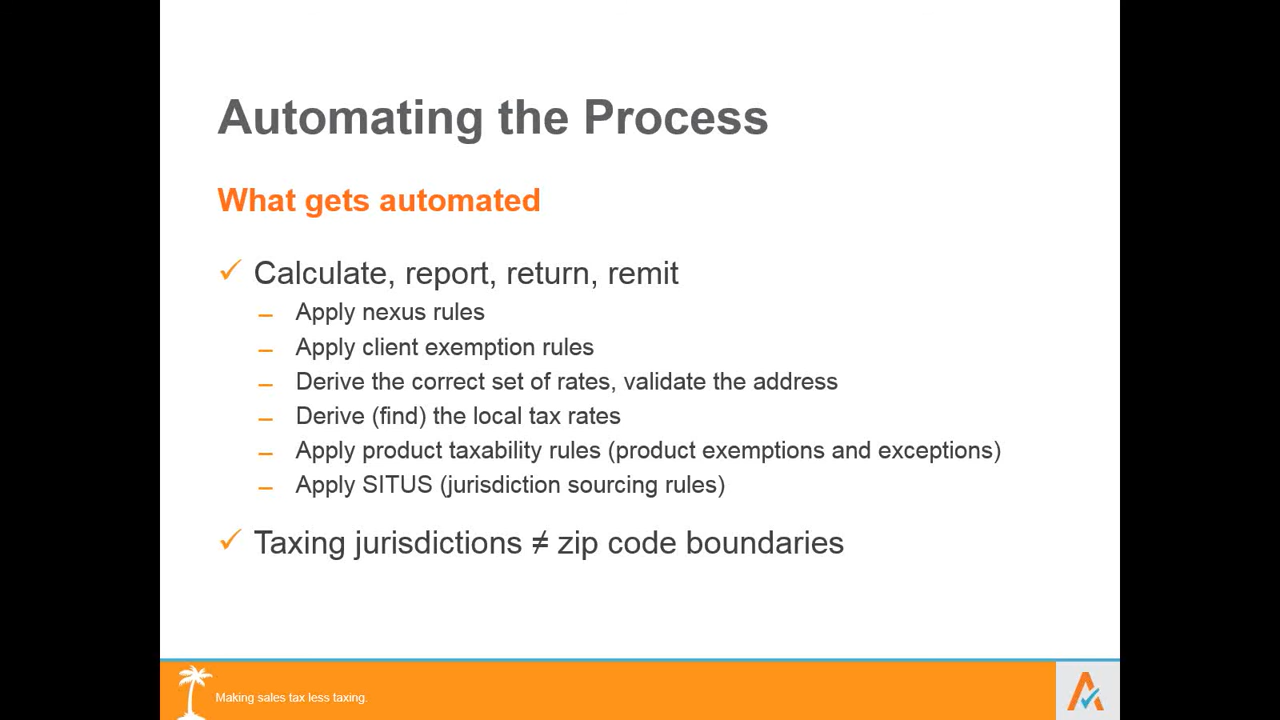 Automating the Process
What gets automated
✓ Calculate, report, return, remit
– Apply nexus rules
– Apply client exemption rules
– Derive the correct set of rates, validate the address
– Derive (find) the local tax rates
– Apply product taxability rules (product exemptions and exceptions)
– Apply SITUS (jurisdiction sourcing rules)
✓ Taxing jurisdictions ≠ zip code boundaries
Making sales tax less taxing.